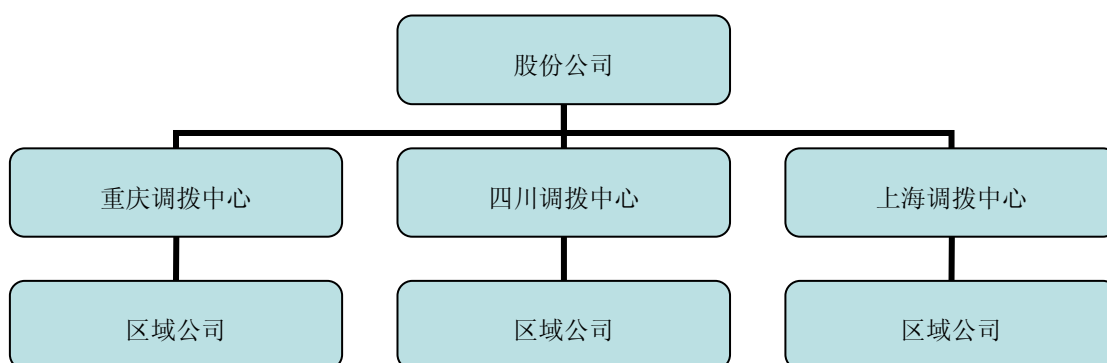 股份公司
重庆调拨中心
四川调拨中心
上海调拨中心
区域公司
区域公司
区域公司